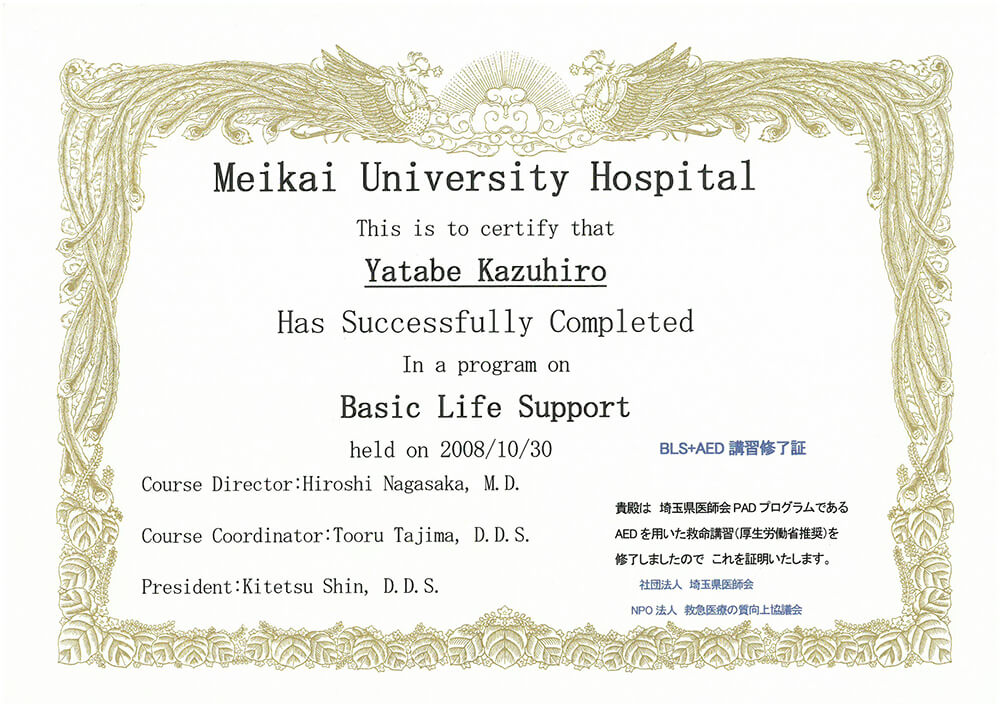 Meikai University Hospital
This is to certify that
Yatabe Kazuhiro
Has Successfully Completed
In a program on
Basic Life Support
held on 2008/10/30
BLS+AED 講習修了証
Course Director:Hiroshi Nagasaka, M.D.
Course Coordinator:Tooru Tajima, D.D.S.
President:Kitetsu Shin, D.D.S.
貴殿は 埼玉県医師会 PAD プログラムである
AED を用いた救命講習(厚生労働省推奨)を
修了しましたので これを証明いたします。
社団法人 埼玉県医師会
NPO 法人 救急医療の質向上協議会